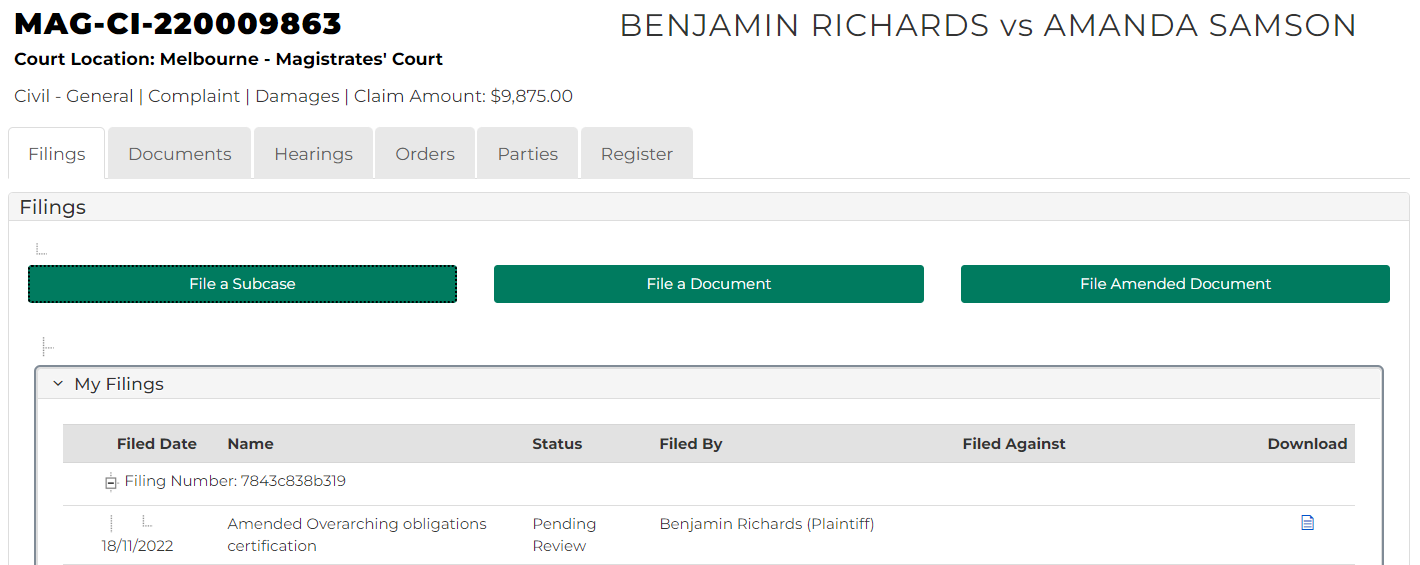 MAG-CI-220009863 BENJAMIN RICHARDS vs AMANDA SAMSON
Court Location: Melbourne - Magistrates' Court
Civil - General | Complaint | Damages | Claim Amount: $9,875.00
Filings Documents Hearings Orders Parties Register
Filings
File a Subcase File a Document File Amended Document
My Filings
Filed Date Name Status Filed By Filed Against Download
Filing Number: 7843c838b319
Amended Overarching obligations Pending Benjamin Richards (Plaintiff)
18/11/2022 certification Review